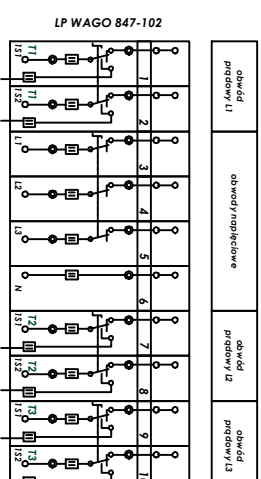 LP WAGO 847-102
T1
1S1
1
obwód
prądowy L1
T1
1S2
2
L1
3
obwody napięciowe
L2
4
L3
5
N
6
T2
1S1
7
obwód
prądowy L2
T2
1S2
8
T3
1S1
9
obwód
prądowy L3
T3
1S2